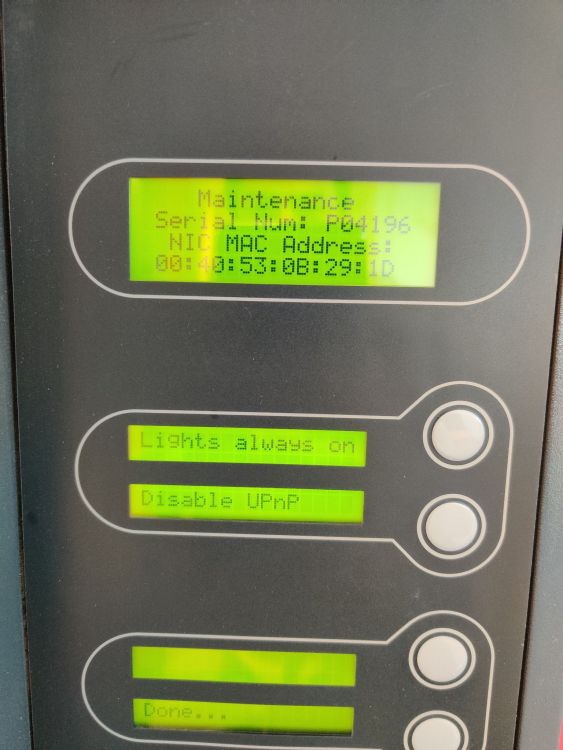 Maintenance
Serial Num: P04196
NIC MAC Address:
00:40:53:0B:29:1D
Lights always on
Disable UPnP
Done...